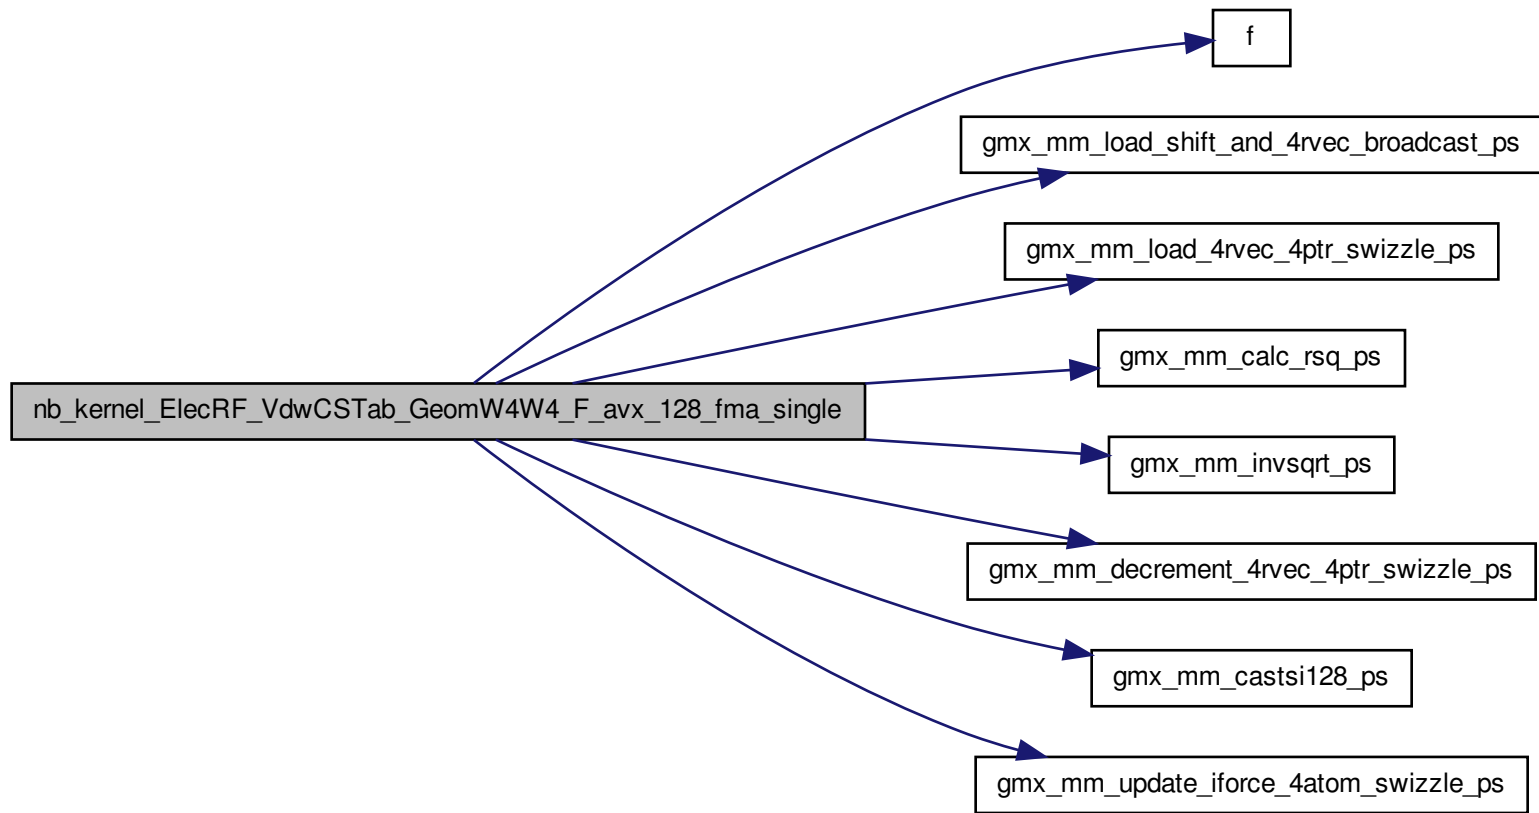 f
gmx_mm_load_shift_and_4rvec_broadcast_ps
gmx_mm_load_4rvec_4ptr_swizzle_ps
gmx_mm_calc_rsq_ps
nb_kernel_ElecRF_VdwCSTab_GeomW4W4_F_avx_128_fma_single
gmx_mm_invsqrt_ps
gmx_mm_decrement_4rvec_4ptr_swizzle_ps
gmx_mm_castsi128_ps
gmx_mm_update_iforce_4atom_swizzle_ps